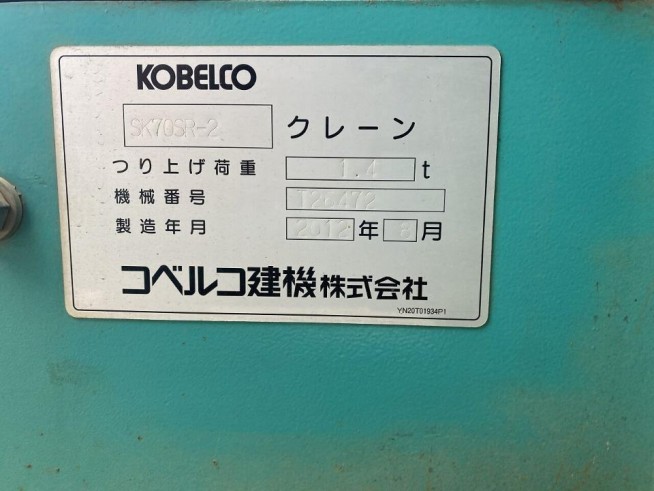 KOBELCO
SK70SR-2 クレーン
つり上げ荷重 1.4 t
機械番号
製造年月 2012 年 月
コベルコ建機株式会社
YN20T01934P1